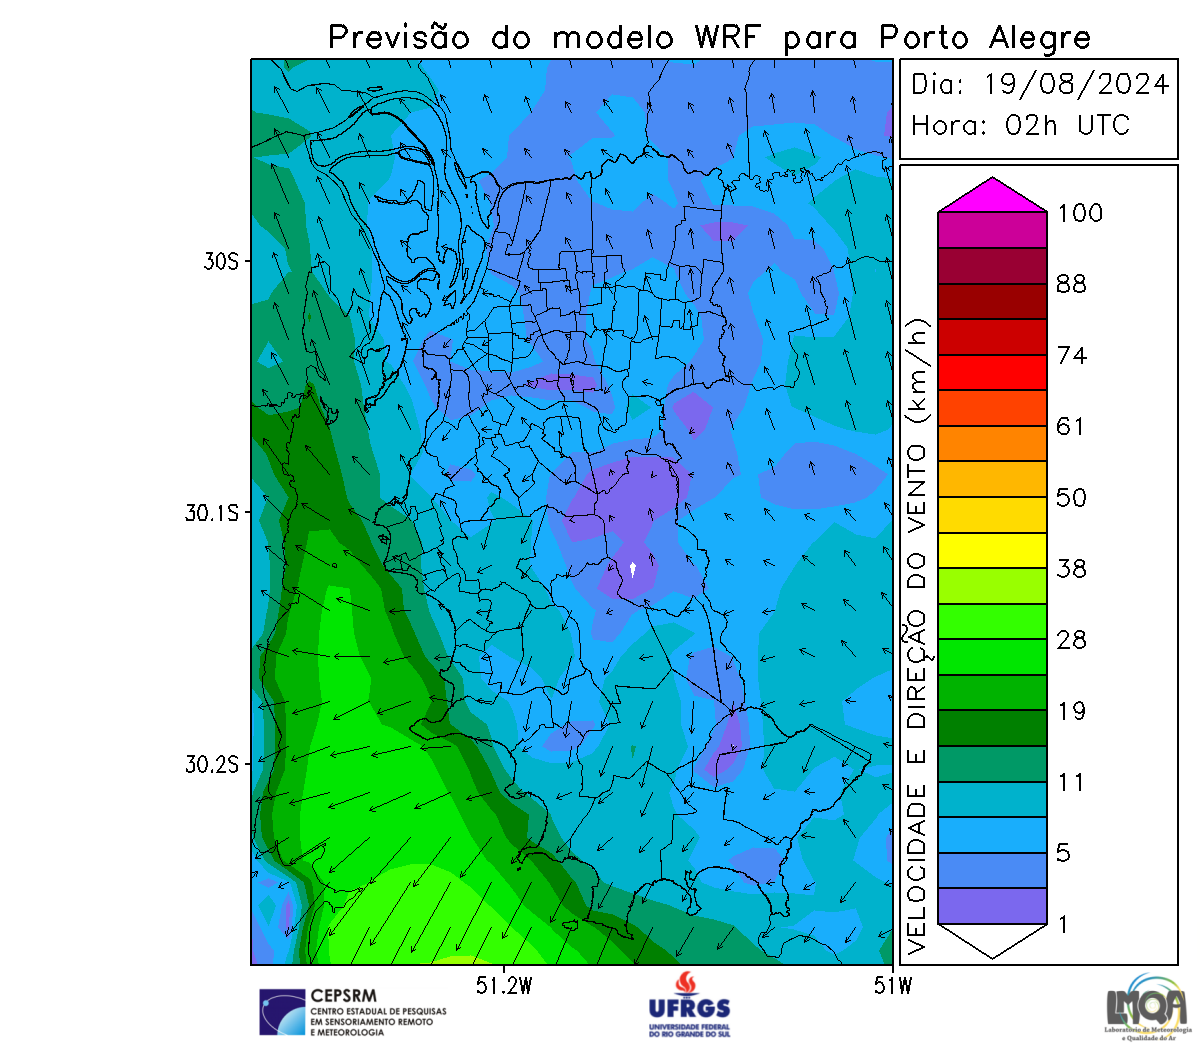 Previsão do modelo WRF para Porto Alegre
Dia: 19/08/2024
Hora: 02h UTC
30S
30.1S
30.2S
51.2W
51W
VELOCIDADE E DIREÇÃO DO VENTO (km/h)
100
88
74
61
50
38
28
19
11
5
1
CEPSRM
CENTRO ESTADUAL DE PESQUISAS
EM SENSORIAMENTO REMOTO
E METEOROLOGIA
UFRGS
UNIVERSIDADE FEDERAL
DO RIO GRANDE DO SUL
LMQA
Laboratório de Meteorologia
e Qualidade do Ar